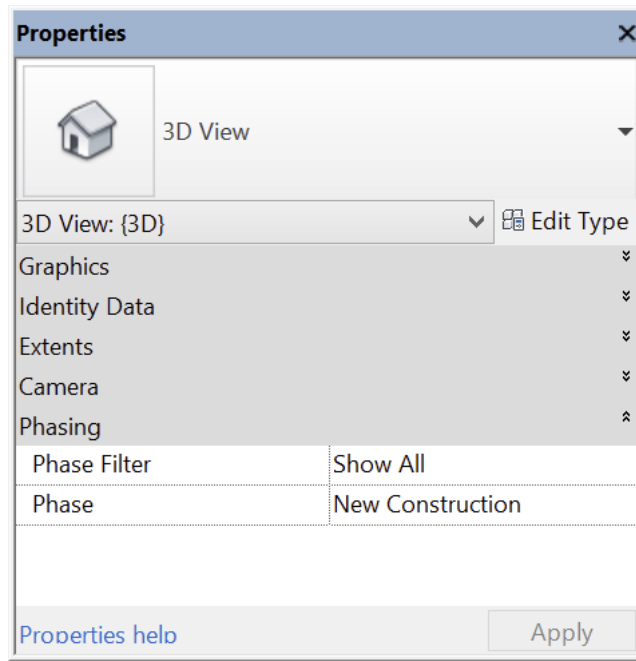 Properties
3D View
3D View: {3D}
Edit Type
Graphics
Identity Data
Extents
Camera
Phasing
Phase Filter Show All
Phase New Construction
Properties help
Apply